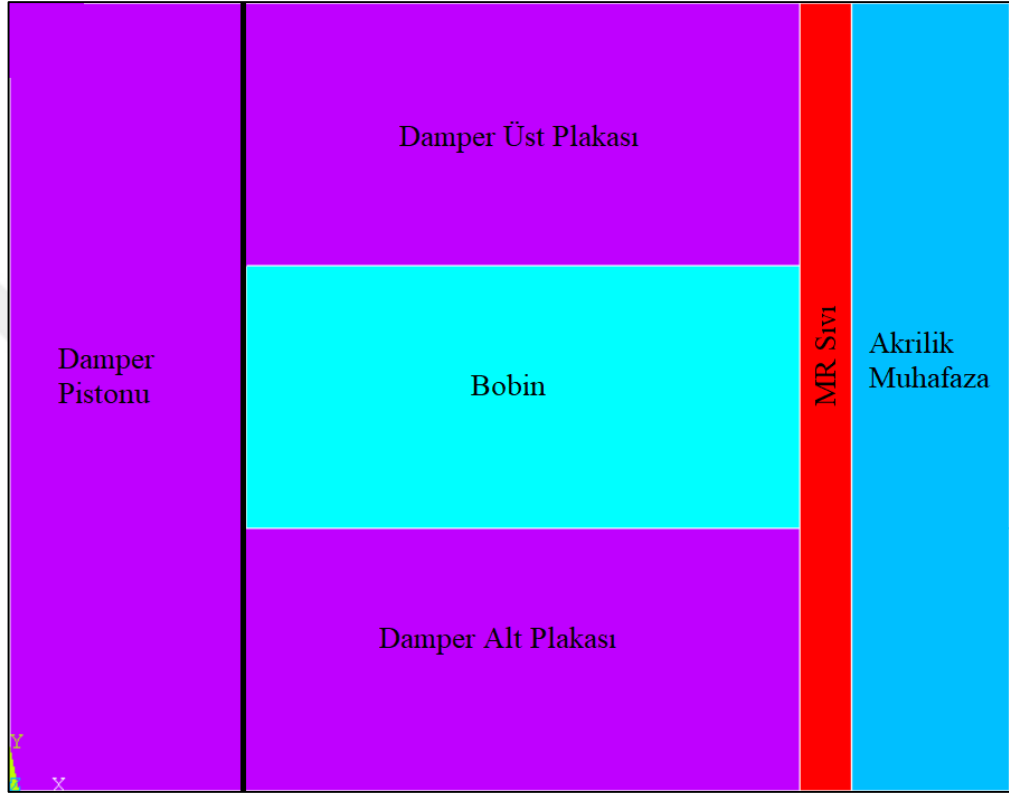 Damper Üst Plakası
Damper
Pistonu
Bobin
MR Sıvı
Akrilik
Muhafaza
Damper Alt Plakası
Y
X